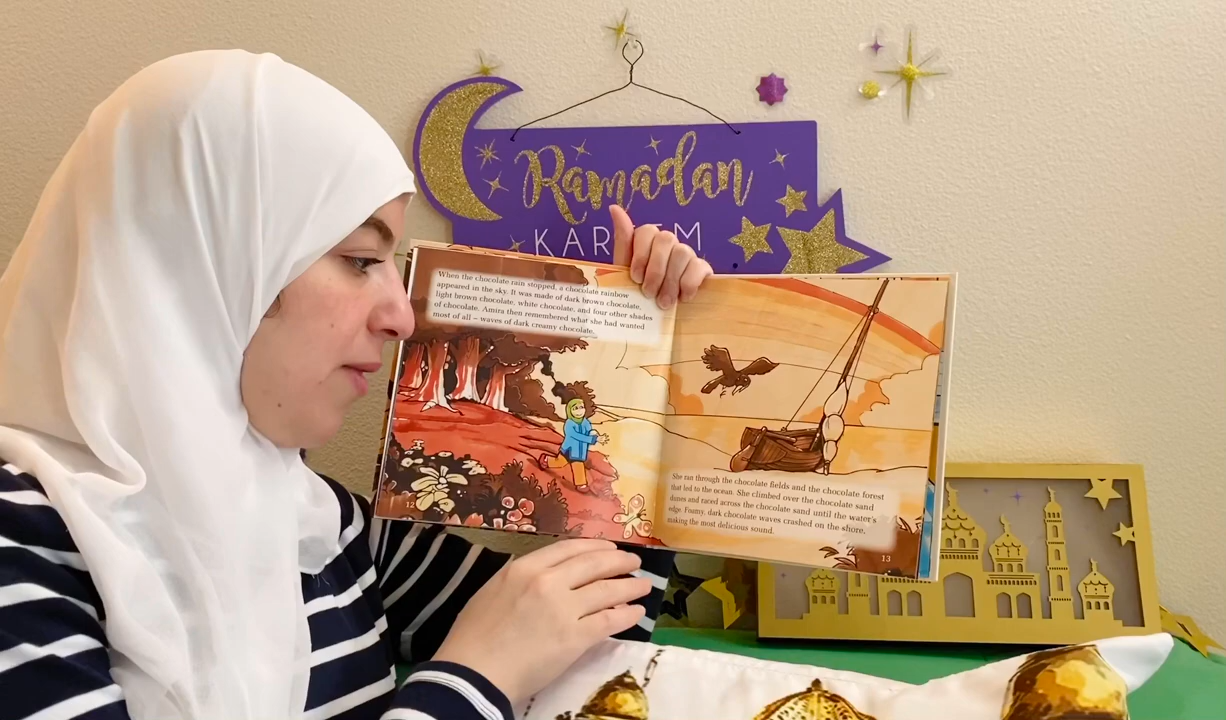 Ramadan
KAR EM
When the chocolate rain stopped, a chocolate rainbow
appeared in the sky. It was made of dark brown chocolate,
light brown chocolate, white chocolate, and four other shades
of chocolate. Amira then remembered what she had wanted
most of all – waves of dark creamy chocolate.
12
She ran through the chocolate fields and the chocolate forest
that led to the ocean. She climbed over the chocolate sand
dunes and raced across the chocolate sand until the water's
edge. Foamy, dark chocolate waves crashed on the shore,
making the most delicious sound.
13